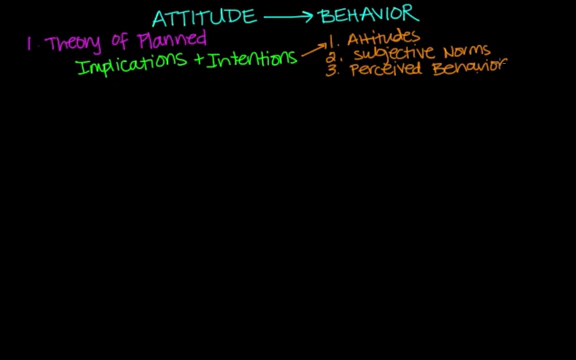 ATTITUDE → BEHAVIOR
1. Theory of Planned
Implications + Intentions →
1. Attitudes
2. Subjective Norms
3. Perceived Behavior